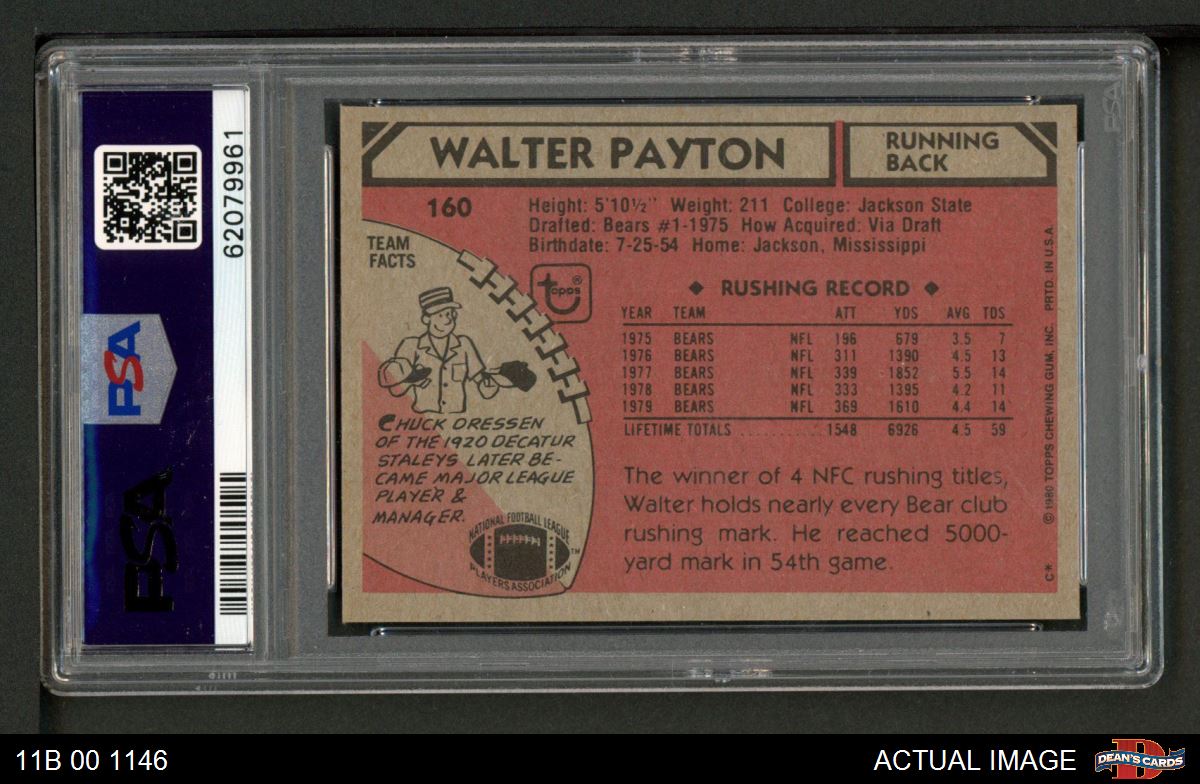 WALTER PAYTON
RUNNING
BACK
160
Height: 5'10½" Weight: 211 College: Jackson State
Drafted: Bears #1-1975 How Acquired: Via Draft
Birthdate: 7-25-54 Home: Jackson, Mississippi
TEAM
FACTS
topps®
◆ RUSHING RECORD ◆
YEAR TEAM ATT YDS AVG TDS
1975 BEARS NFL 196 679 3.5 7
1976 BEARS NFL 311 1390 4.5 13
1977 BEARS NFL 339 1852 5.5 14
1978 BEARS NFL 333 1395 4.2 11
1979 BEARS NFL 369 1610 4.4 14
LIFETIME TOTALS ......... 1548 6926 4.5 59
CHUCK DRESSEN
OF THE 1920 DECATUR
STALEYS LATER BE-
CAME MAJOR LEAGUE
PLAYER &
MANAGER.
NATIONAL FOOTBALL LEAGUE
PLAYERS ASSOCIATION™
The winner of 4 NFC rushing titles,
Walter holds nearly every Bear club
rushing mark. He reached 5000-
yard mark in 54th game.
© 1980 TOPPS CHEWING GUM, INC. PRTD. IN U.S.A.
C*
62079961
PSA
PSA
PSA
11B 00 1146
ACTUAL IMAGE
D
DEAN'S CARDS